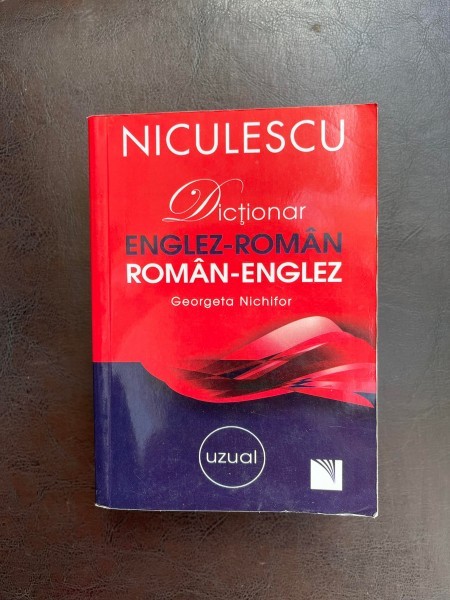 NICULESCU
Dicționar
ENGLEZ-ROMÂN
ROMÂN-ENGLEZ
Georgeta Nichifor
uzual